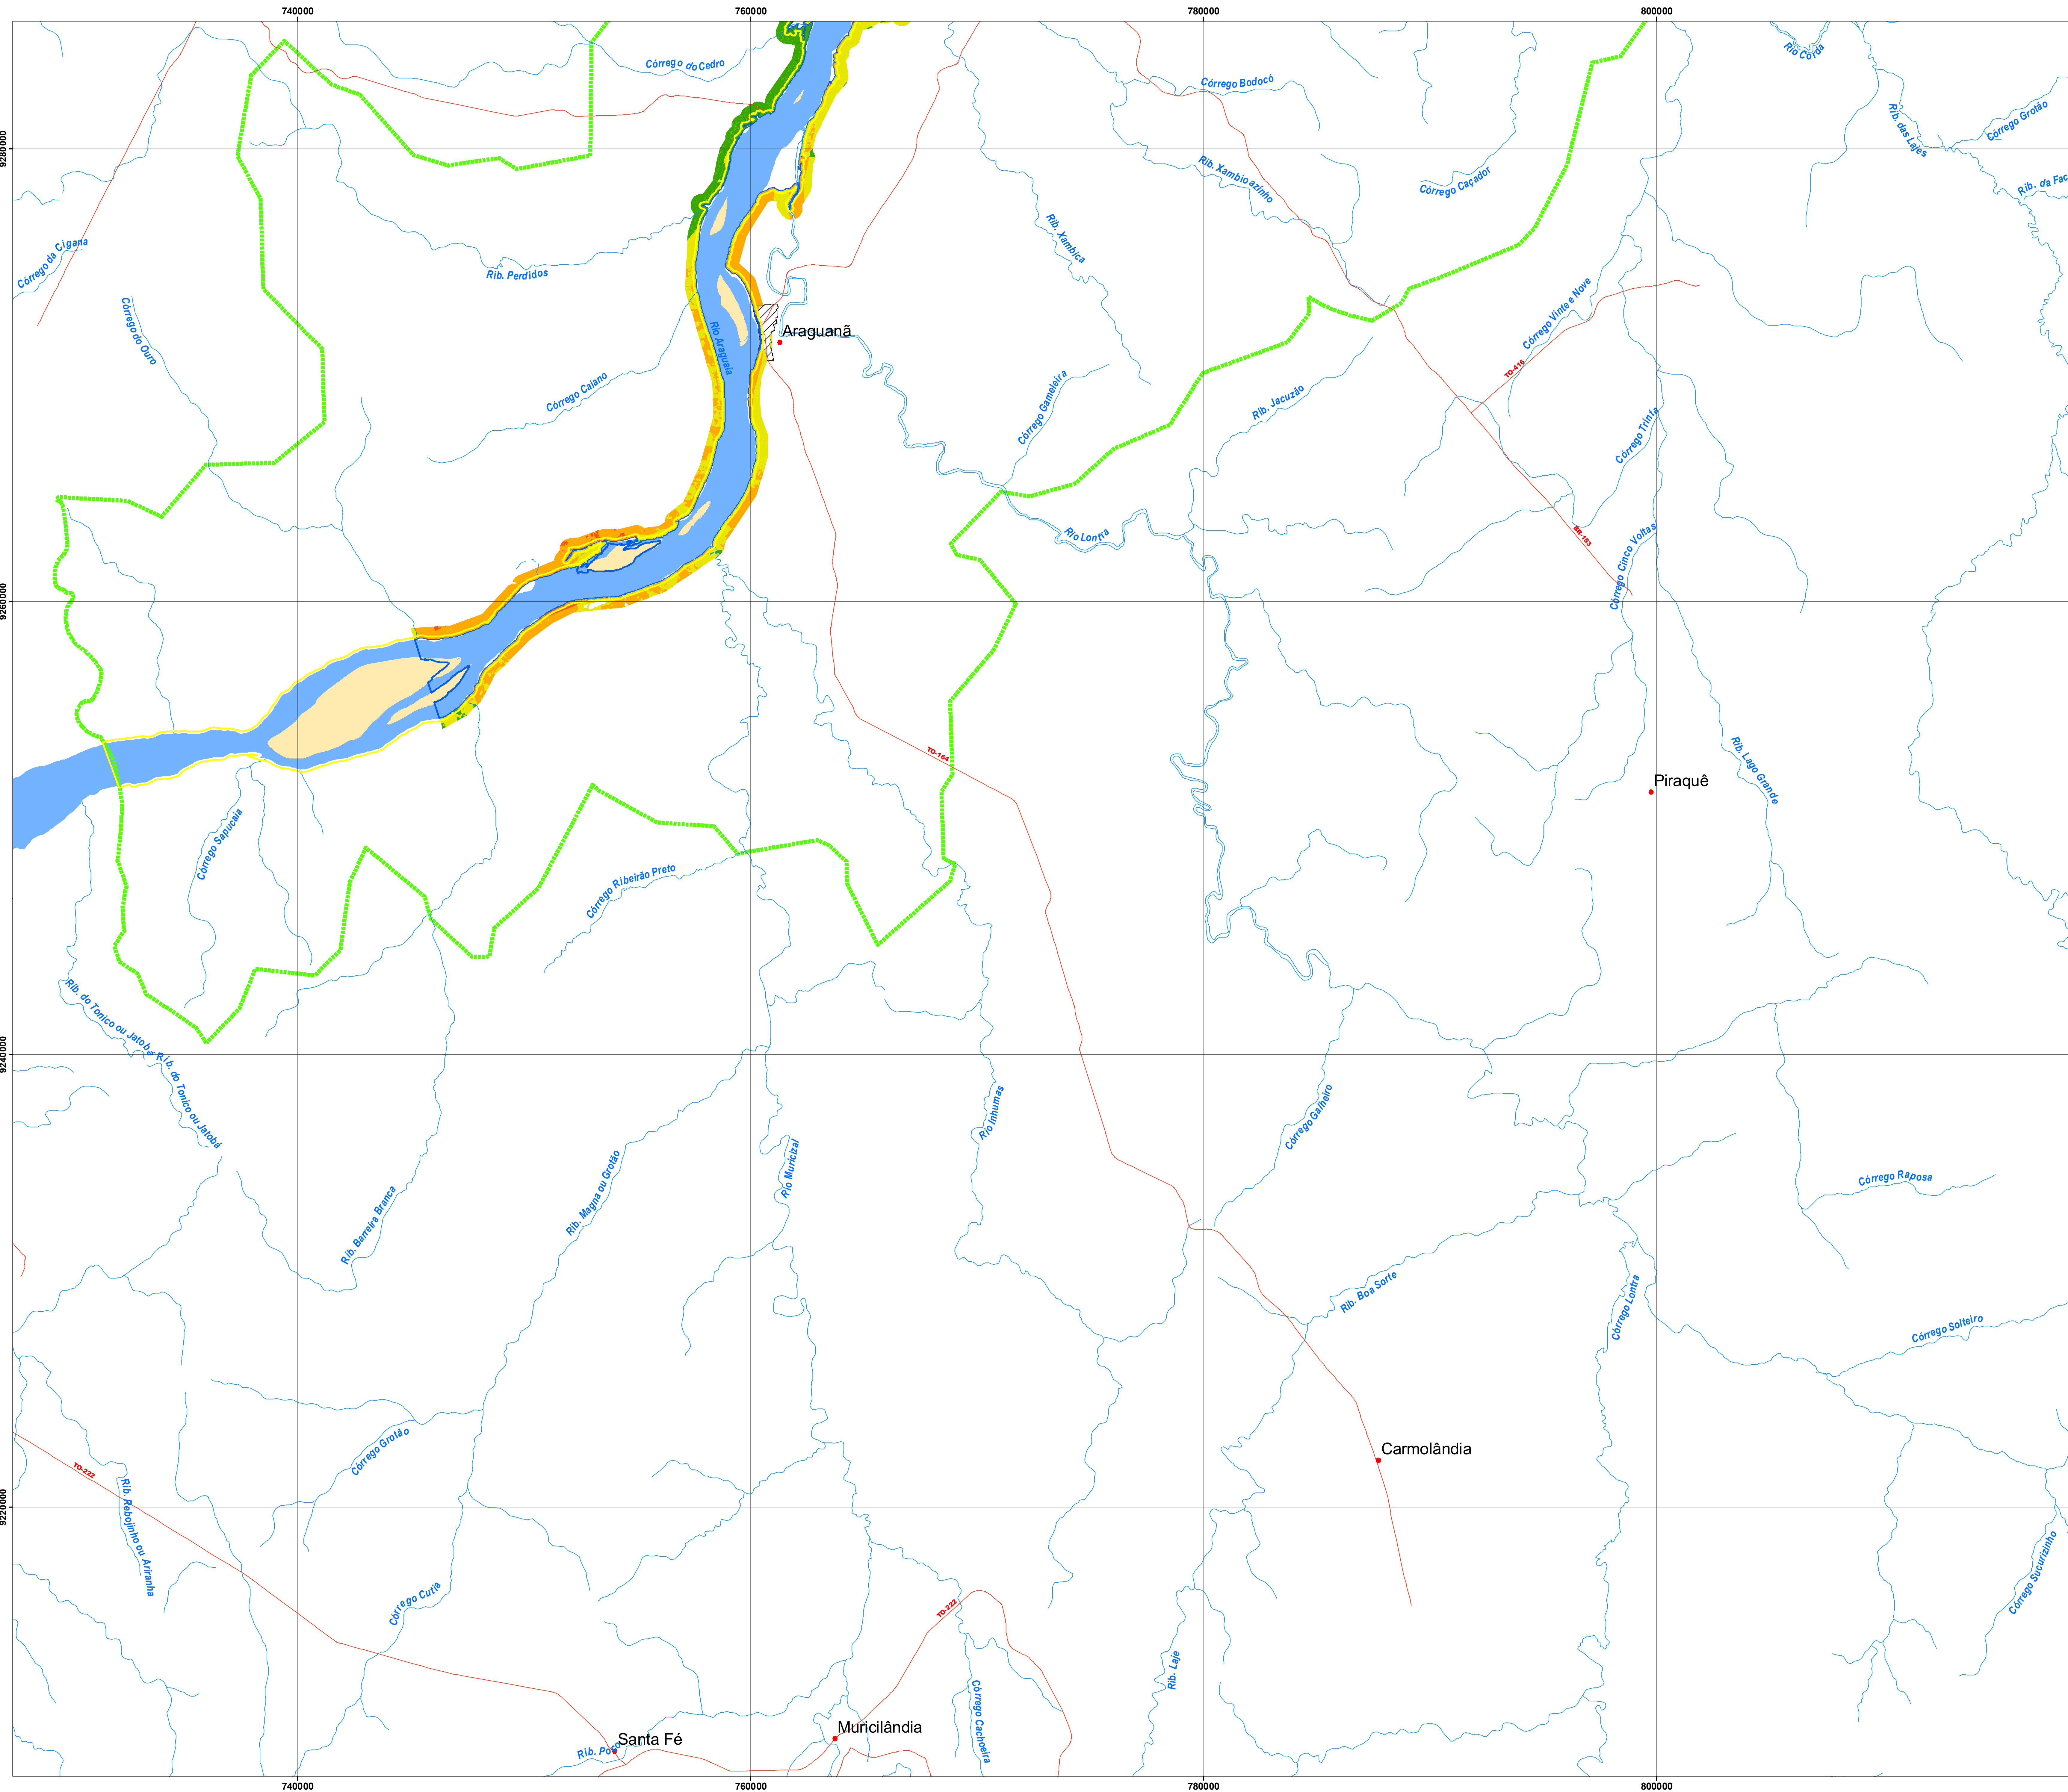 740000
760000
780000
800000
Rio Corda
Córrego do Cedro
Córrego Bodocó
Rib. das Lajes
Córrego Grotão
9280000
Rib. Xambio azinho
Córrego Caçador
Rib. da Fac
Rib. Xambica
Córrego da Cigana
Rib. Perdidos
Córrego do Ouro
Córrego Vinte e Nove
Araguanã
Rio Araguaia
TO-416
Córrego Caiano
Córrego Gameleira
Rib. Jacuzão
Córrego Trinta
Rio Lontra
BR-153
Córrego Cinco Voltas
9260000
TO-164
Rib. Lago Grande
Piraquê
Córrego Sapucaia
Córrego Ribeirão Preto
Rib. do Tonico ou Jatobá
Rib. do Tonico ou Jatobá
9240000
Rio Inhumas
Córrego Galheiro
Rio Muricizal
Rib. Magna ou Grotão
Rib. Barreira Branca
Córrego Raposa
Rib. Boa Sorte
Córrego Lontra
Córrego Solteiro
Córrego Grotão
Carmolândia
TO-222
Rib. Rebojinho ou Ariranha
9220000
Córrego Sucurizinho
Córrego Cutia
TO-222
Rib. Laje
Córrego Cachoeira
Muricilândia
Santa Fé
Rib. Poço
740000
760000
780000
800000